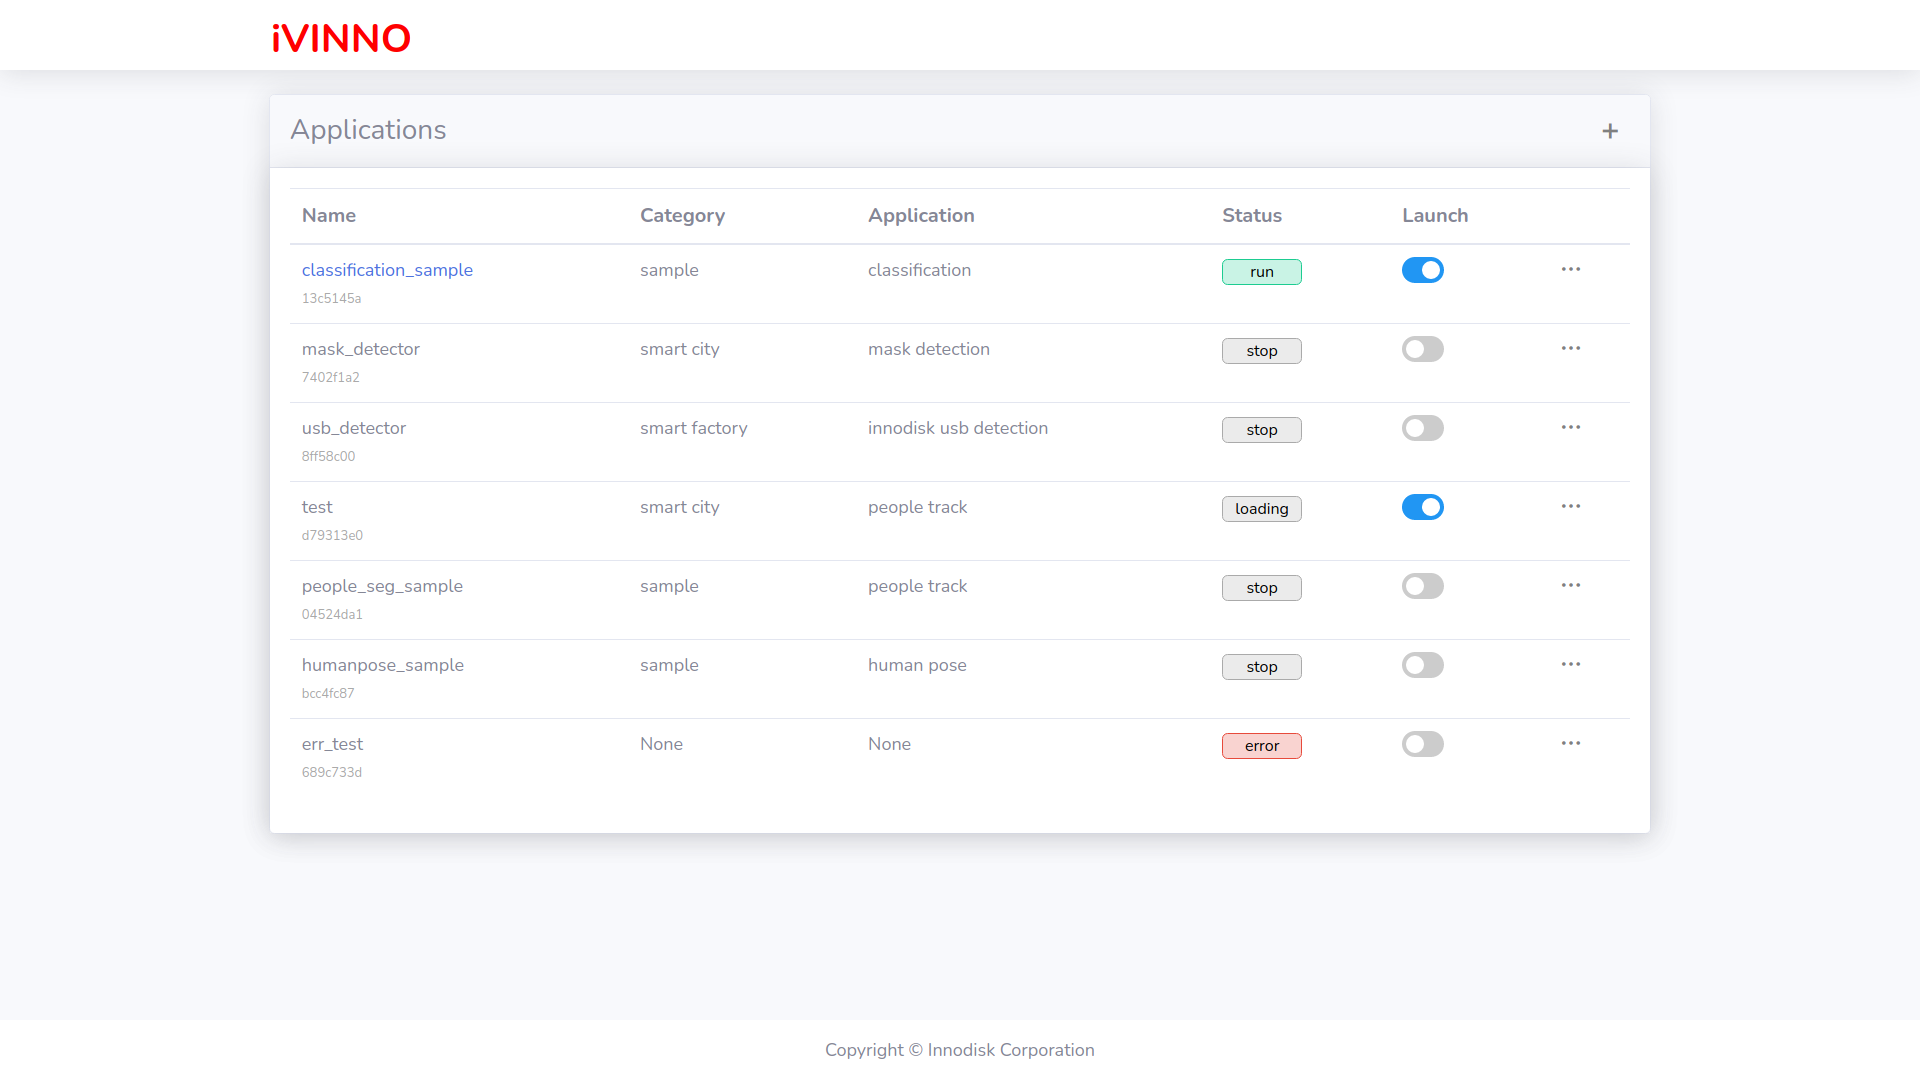 iVINNO
Applications
Name Category Application Status Launch
classification_sample sample classification run
13c5145a
mask_detector smart city mask detection stop
7402f1a2
usb_detector smart factory innodisk usb detection stop
8ff58c00
test smart city people track loading
d79313e0
people_seg_sample sample people track stop
04524da1
humanpose_sample sample human pose stop
bcc4fc87
err_test None None error
689c733d
Copyright © Innodisk Corporation